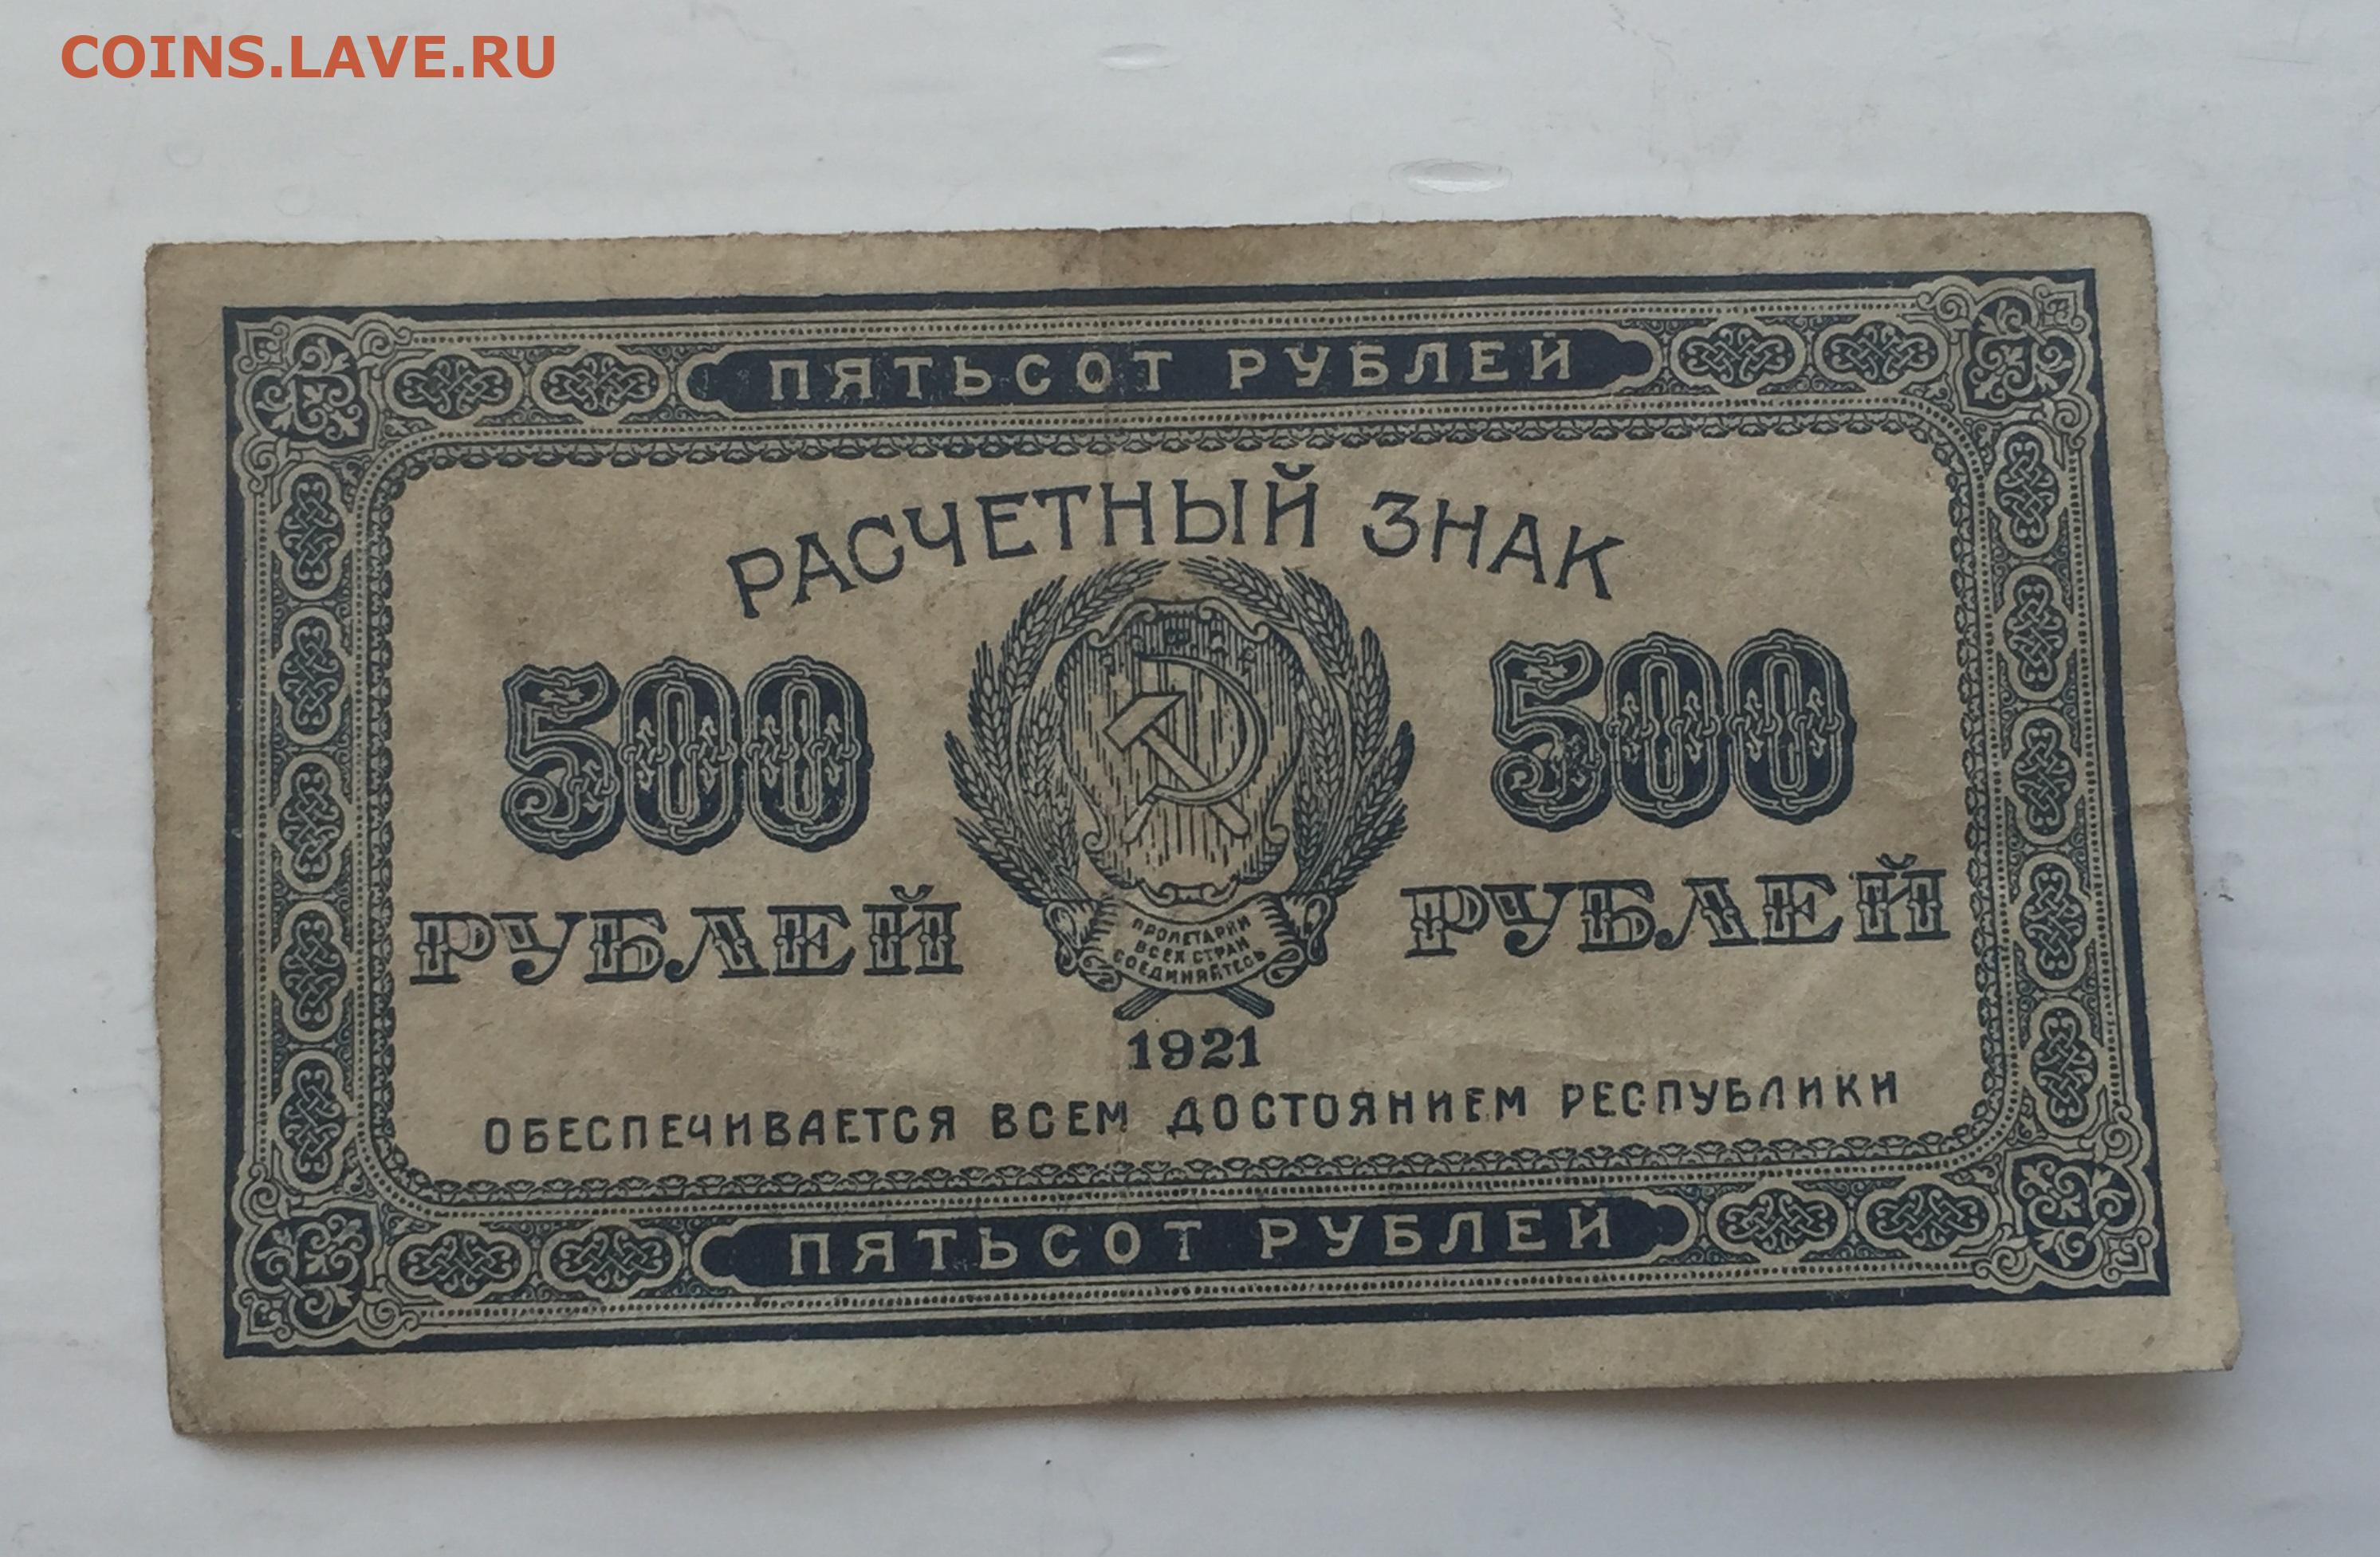 COINS.LAVE.RU
ПЯТЬСОТ РУБЛЕЙ
РАСЧЕТНЫЙ ЗНАК
500 500
РУБЛЕЙ РУБЛЕЙ
ПРОЛЕТАРИИ
ВСЕХ СТРАН
СОЕДИНЯЙТЕСЬ
1921
ОБЕСПЕЧИВАЕТСЯ ВСЕМ ДОСТОЯНИЕМ РЕСПУБЛИКИ
ПЯТЬСОТ РУБЛЕЙ